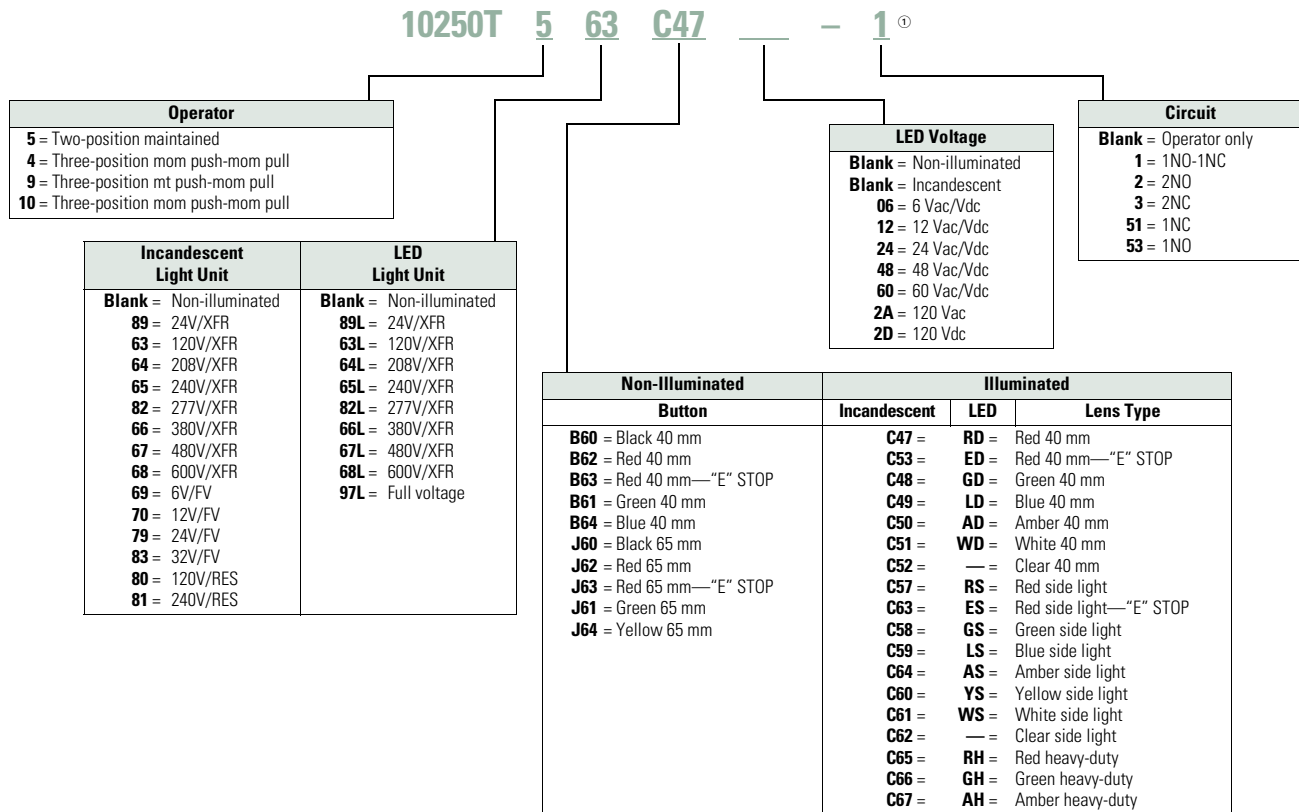 10250T 5 63 C47 ___ – 1 ①
Operator
5 = Two-position maintained
4 = Three-position mom push-mom pull
9 = Three-position mt push-mom pull
10 = Three-position mom push-mom pull
Incandescent Light Unit
Blank = Non-illuminated
89 = 24V/XFR
63 = 120V/XFR
64 = 208V/XFR
65 = 240V/XFR
82 = 277V/XFR
66 = 380V/XFR
67 = 480V/XFR
68 = 600V/XFR
69 = 6V/FV
70 = 12V/FV
79 = 24V/FV
83 = 32V/FV
80 = 120V/RES
81 = 240V/RES
LED Light Unit
Blank = Non-illuminated
89L = 24V/XFR
63L = 120V/XFR
64L = 208V/XFR
65L = 240V/XFR
82L = 277V/XFR
66L = 380V/XFR
67L = 480V/XFR
68L = 600V/XFR
97L = Full voltage
LED Voltage
Blank = Non-illuminated
Blank = Incandescent
06 = 6 Vac/Vdc
12 = 12 Vac/Vdc
24 = 24 Vac/Vdc
48 = 48 Vac/Vdc
60 = 60 Vac/Vdc
2A = 120 Vac
2D = 120 Vdc
Circuit
Blank = Operator only
1 = 1NO-1NC
2 = 2NO
3 = 2NC
51 = 1NC
53 = 1NO
Non-Illuminated
Button
B60 = Black 40 mm
B62 = Red 40 mm
B63 = Red 40 mm—“E” STOP
B61 = Green 40 mm
B64 = Blue 40 mm
J60 = Black 65 mm
J62 = Red 65 mm
J63 = Red 65 mm—“E” STOP
J61 = Green 65 mm
J64 = Yellow 65 mm
Illuminated
Incandescent LED Lens Type
C47 = RD = Red 40 mm
C53 = ED = Red 40 mm—“E” STOP
C48 = GD = Green 40 mm
C49 = LD = Blue 40 mm
C50 = AD = Amber 40 mm
C51 = WD = White 40 mm
C52 = — = Clear 40 mm
C57 = RS = Red side light
C63 = ES = Red side light—“E” STOP
C58 = GS = Green side light
C59 = LS = Blue side light
C64 = AS = Amber side light
C60 = YS = Yellow side light
C61 = WS = White side light
C62 = — = Clear side light
C65 = RH = Red heavy-duty
C66 = GH = Green heavy-duty
C67 = AH = Amber heavy-duty